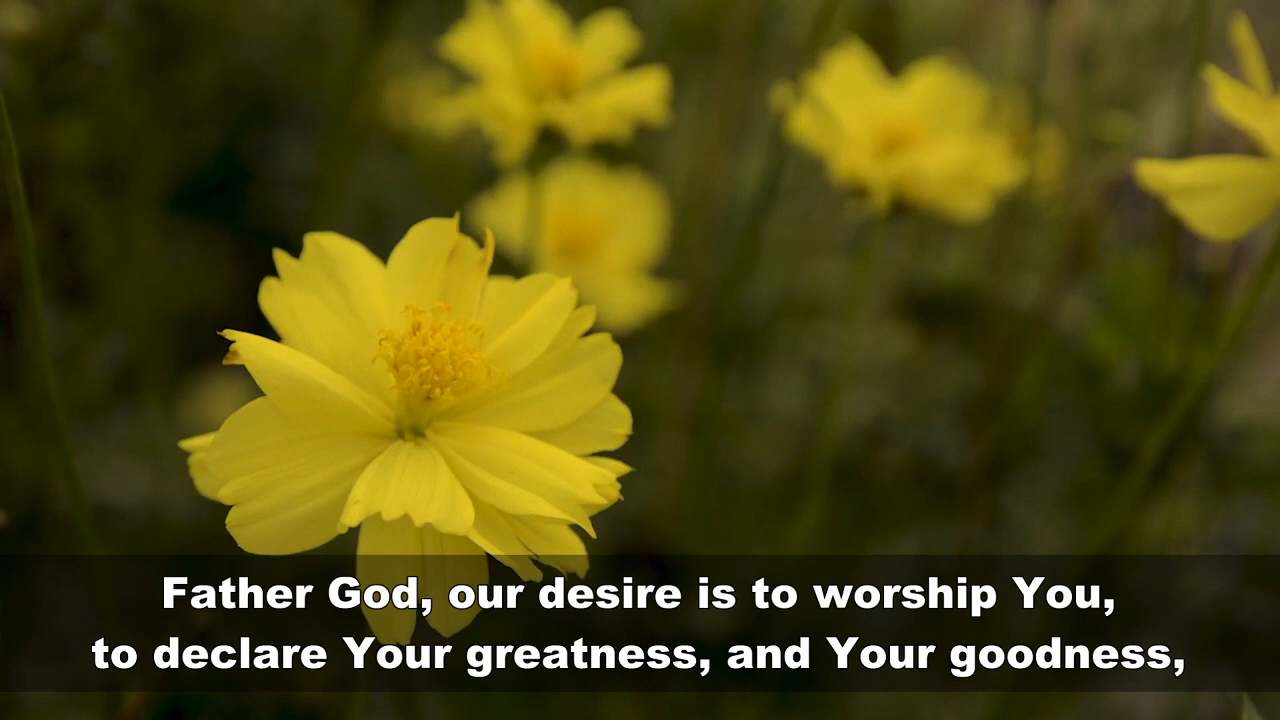 Father God, our desire is to worship You,
to declare Your greatness, and Your goodness,